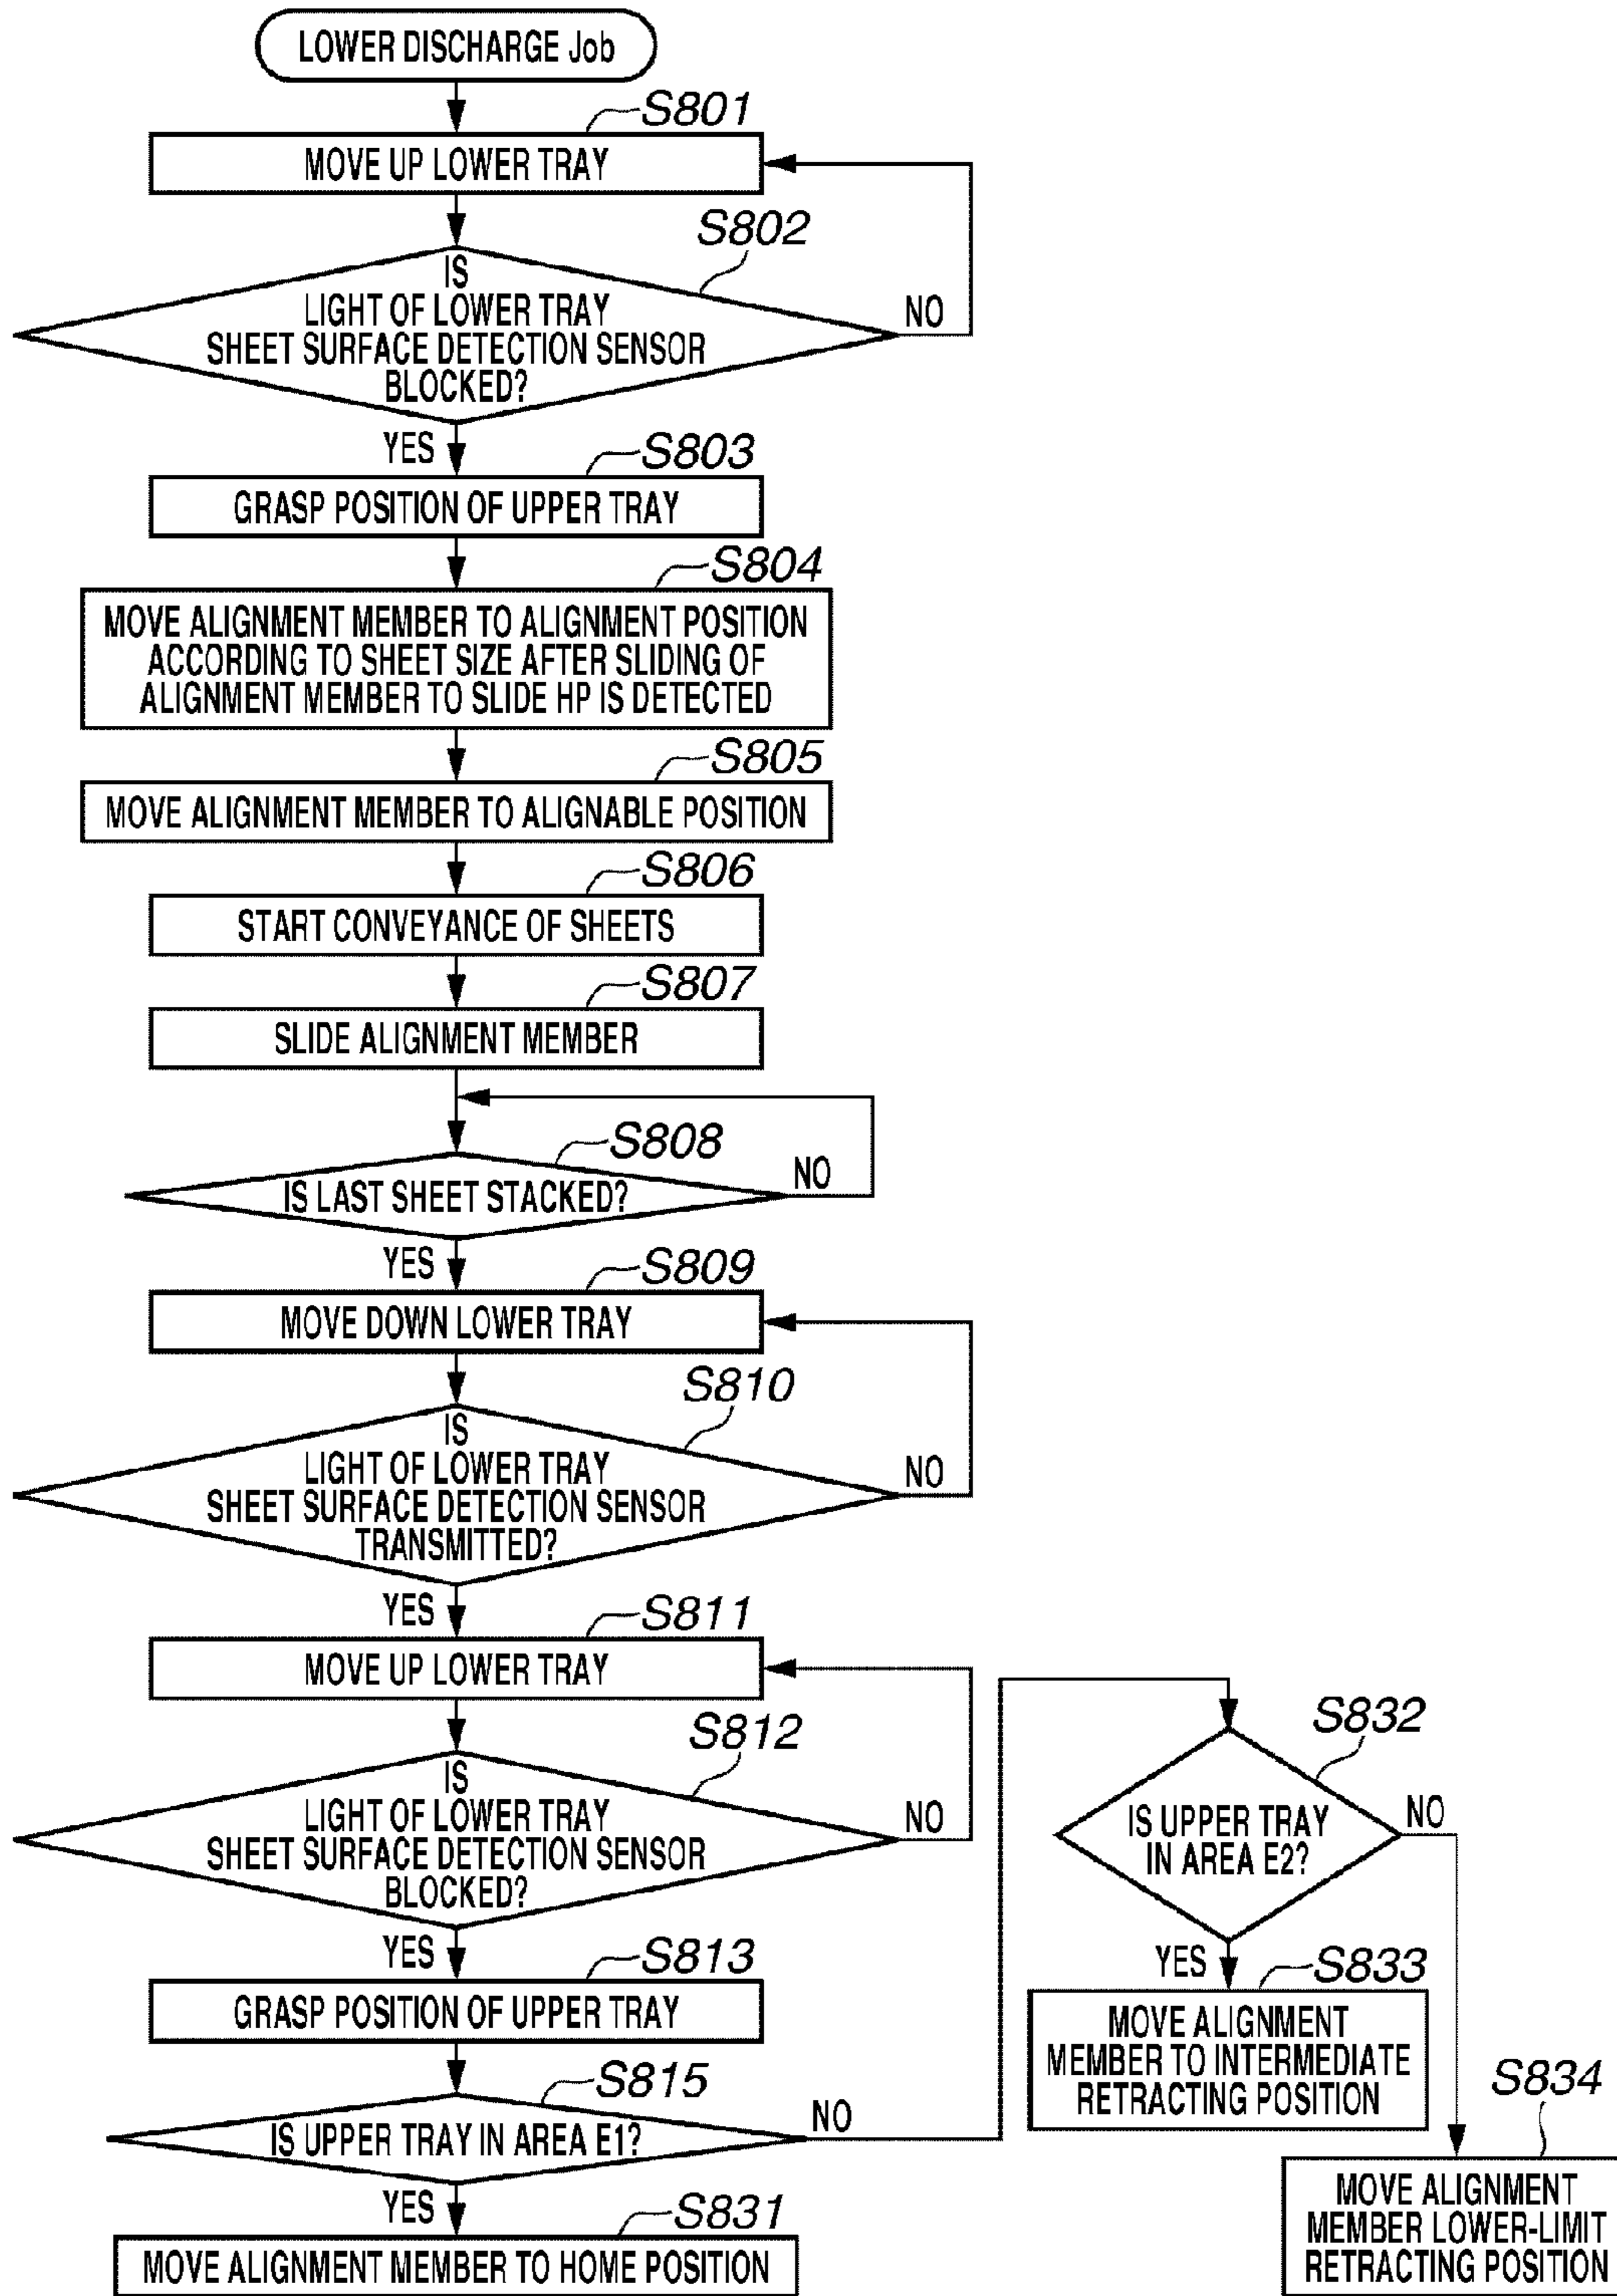 LOWER DISCHARGE Job
S801
MOVE UP LOWER TRAY
S802
IS
LIGHT OF LOWER TRAY
SHEET SURFACE DETECTION SENSOR
BLOCKED?
NO
YES
S803
GRASP POSITION OF UPPER TRAY
S804
MOVE ALIGNMENT MEMBER TO ALIGNMENT POSITION
ACCORDING TO SHEET SIZE AFTER SLIDING OF
ALIGNMENT MEMBER TO SLIDE HP IS DETECTED
S805
MOVE ALIGNMENT MEMBER TO ALIGNABLE POSITION
S806
START CONVEYANCE OF SHEETS
S807
SLIDE ALIGNMENT MEMBER
S808
IS LAST SHEET STACKED?
NO
YES
S809
MOVE DOWN LOWER TRAY
S810
IS
LIGHT OF LOWER TRAY
SHEET SURFACE DETECTION SENSOR
TRANSMITTED?
NO
YES
S811
MOVE UP LOWER TRAY
S812
IS
LIGHT OF LOWER TRAY
SHEET SURFACE DETECTION SENSOR
BLOCKED?
NO
YES
S813
GRASP POSITION OF UPPER TRAY
S815
IS UPPER TRAY IN AREA E1?
NO
YES
S831
MOVE ALIGNMENT MEMBER TO HOME POSITION
S832
IS UPPER TRAY
IN AREA E2?
NO
YES
S833
MOVE ALIGNMENT
MEMBER TO INTERMEDIATE
RETRACTING POSITION
S834
MOVE ALIGNMENT
MEMBER LOWER-LIMIT
RETRACTING POSITION